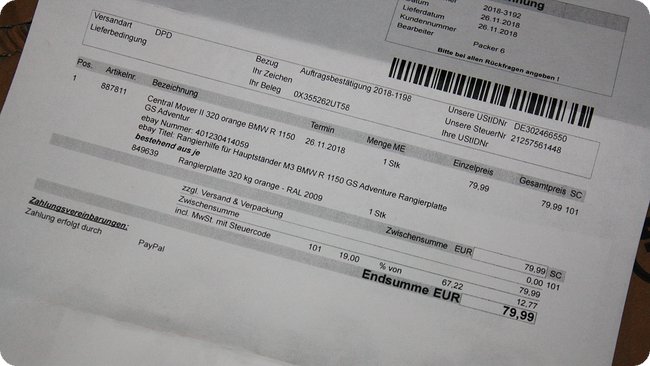 2018-3192
Lieferdatum 26.11.2018
Kundennummer 26.11.2018
Bearbeiter
Packer 6
Bitte bei allen Rückfragen angeben !
Versandart DPD
Lieferbedingung
Bezug Auftragsbestätigung 2018-1198
Ihr Zeichen
Ihr Beleg 0X355262UT58
Unsere UStIDNr DE302466550
Unsere SteuerNr 21257561448
Ihre UStIDNr
Pos. Artikelnr. Bezeichnung Termin Menge ME Einzelpreis Gesamtpreis SC
1 887811 Central Mover II 320 orange BMW R 1150 26.11.2018 1 Stk 79.99 79,99 101
GS Adventur
ebay Nummer: 401230414059
ebay Titel: Rangierhilfe für Hauptständer M3 BMW R 1150 GS Adventure Rangierplatte
bestehend aus je
849639 Rangierplatte 320 kg orange - RAL 2009 1 Stk
Zwischensumme EUR 79,99 SC
zzgl. Versand & Verpackung 0,00 101
Zwischensumme 79,99
incl. MwSt. mit Steuercode 101 19,00 % von 67,22 12,77
Endsumme EUR 79,99
Zahlungsvereinbarungen:
Zahlung erfolgt durch PayPal